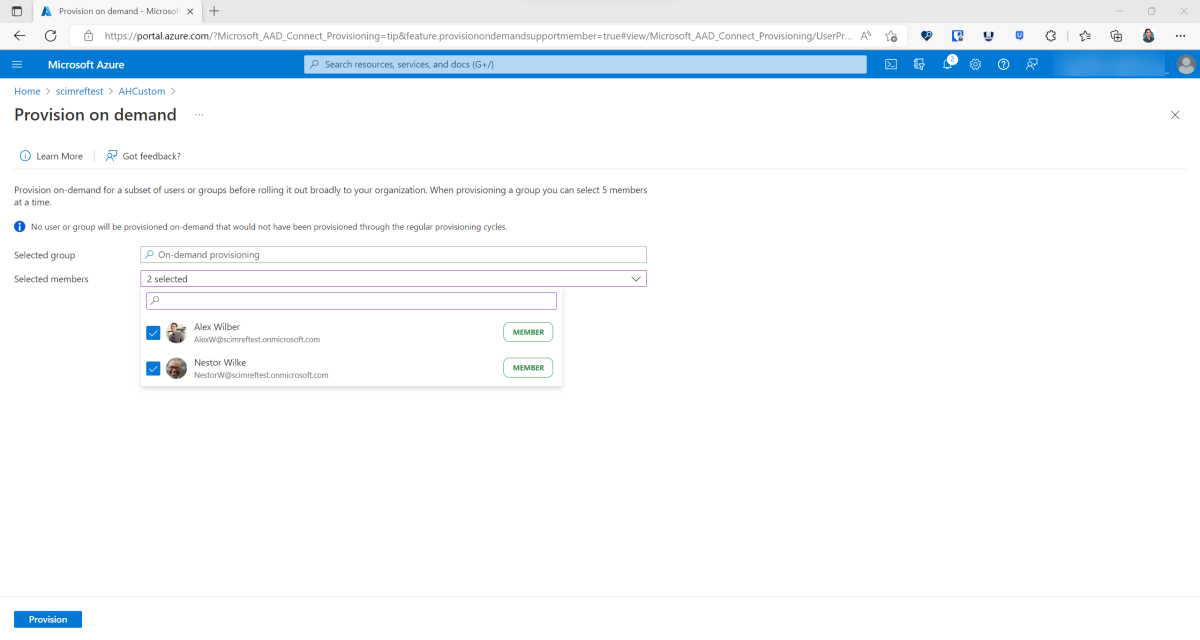 Provision on demand - Microsof
https://portal.azure.com/?Microsoft_AAD_Connect_Provisioning=tip&feature.provisionondemandsupportmember=true#view/Microsoft_AAD_Connect_Provisioning/UserPr...
Microsoft Azure
Search resources, services, and docs (G+/)
2
Home > scimreftest > AHCustom >
Provision on demand ...
Learn More
Got feedback?
Provision on-demand for a subset of users or groups before rolling it out broadly to your organization. When provisioning a group you can select 5 members
at a time.
No user or group will be provisioned on-demand that would not have been provisioned through the regular provisioning cycles.
Selected group
On-demand provisioning
Selected members
2 selected
Alex Wilber
AlexW@scimreftest.onmicrosoft.com
MEMBER
Nestor Wilke
NestorW@scimreftest.onmicrosoft.com
MEMBER
Provision